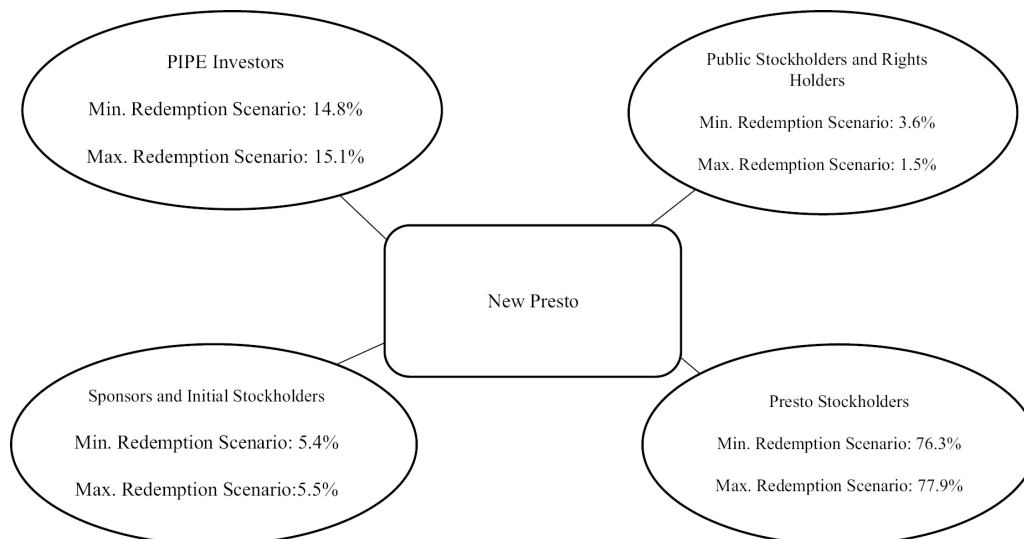 PIPE Investors
Min. Redemption Scenario: 14.8%
Max. Redemption Scenario: 15.1%
Public Stockholders and Rights
Holders
Min. Redemption Scenario: 3.6%
Max. Redemption Scenario: 1.5%
New Presto
Sponsors and Initial Stockholders
Min. Redemption Scenario: 5.4%
Max. Redemption Scenario:5.5%
Presto Stockholders
Min. Redemption Scenario: 76.3%
Max. Redemption Scenario: 77.9%